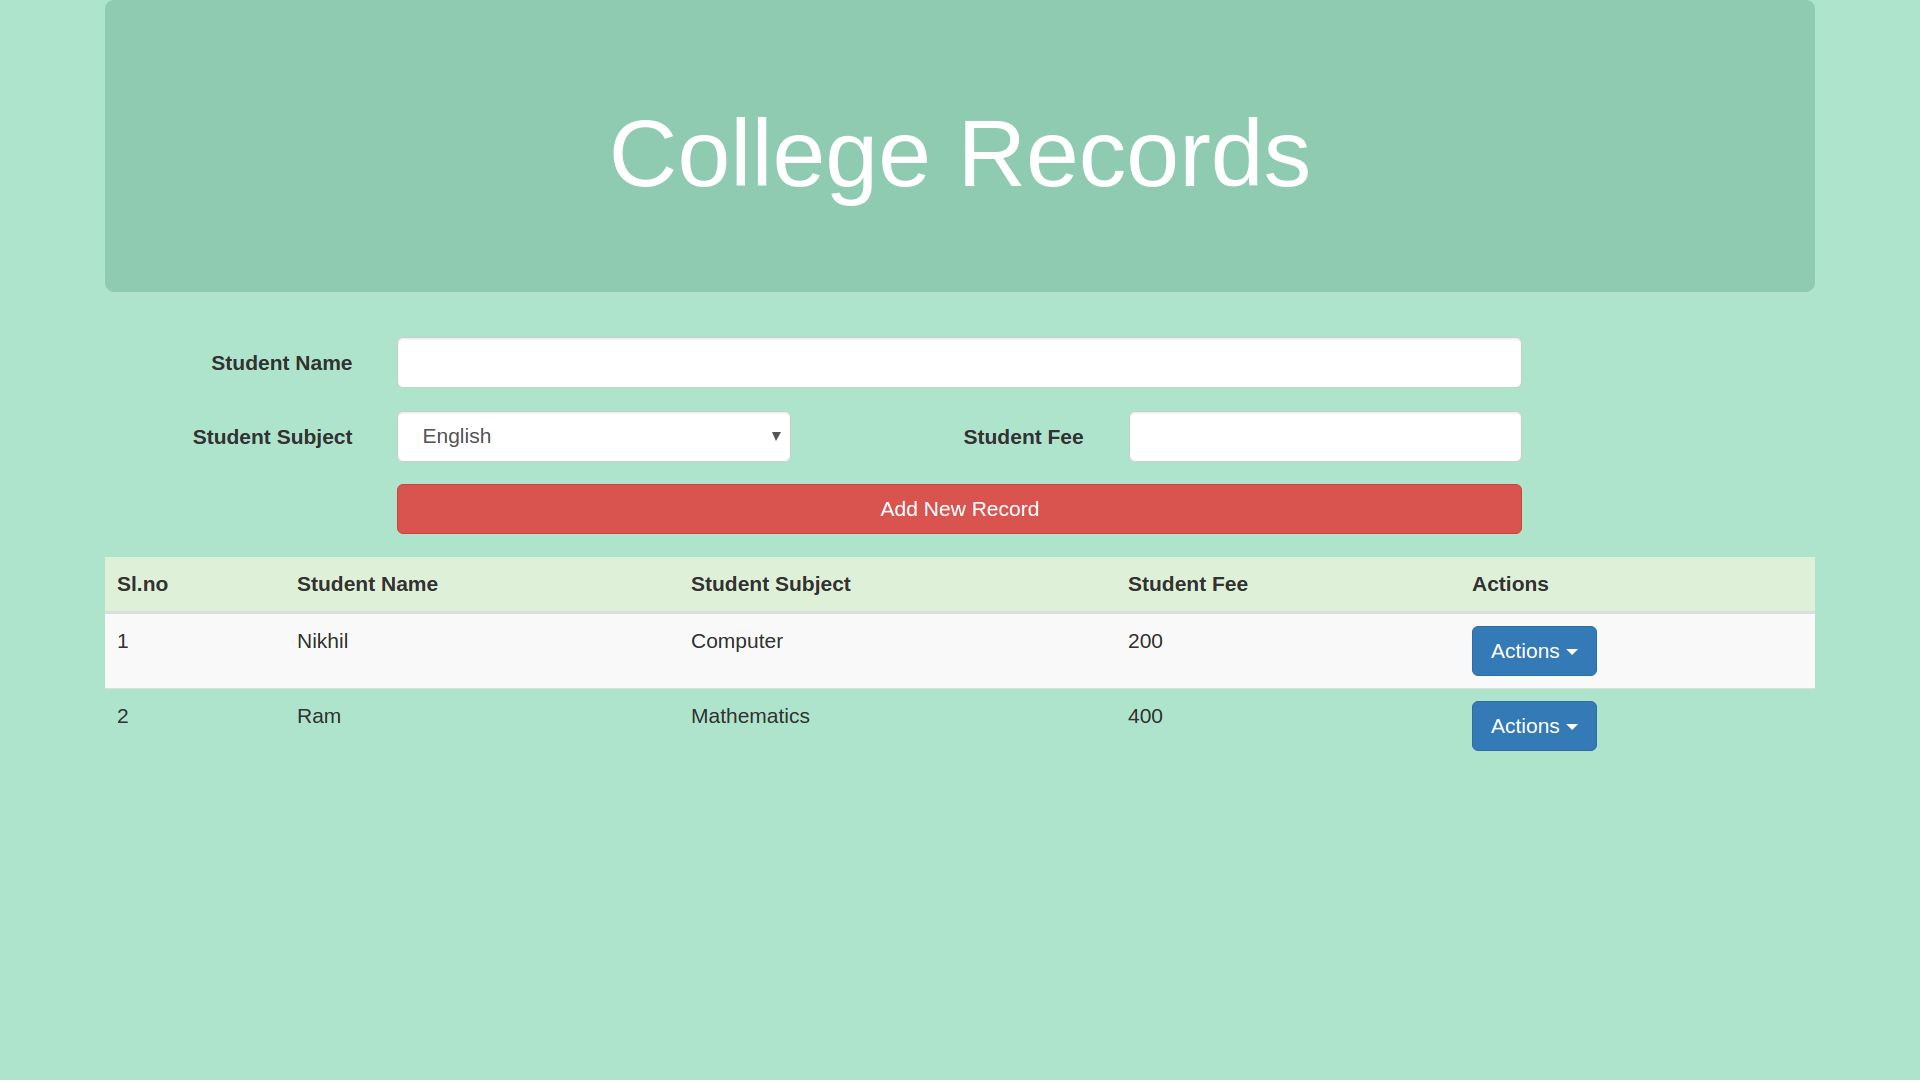 College Records
Student Name
Student Subject English Student Fee
Add New Record
Sl.no Student Name Student Subject Student Fee Actions
1 Nikhil Computer 200 Actions
2 Ram Mathematics 400 Actions